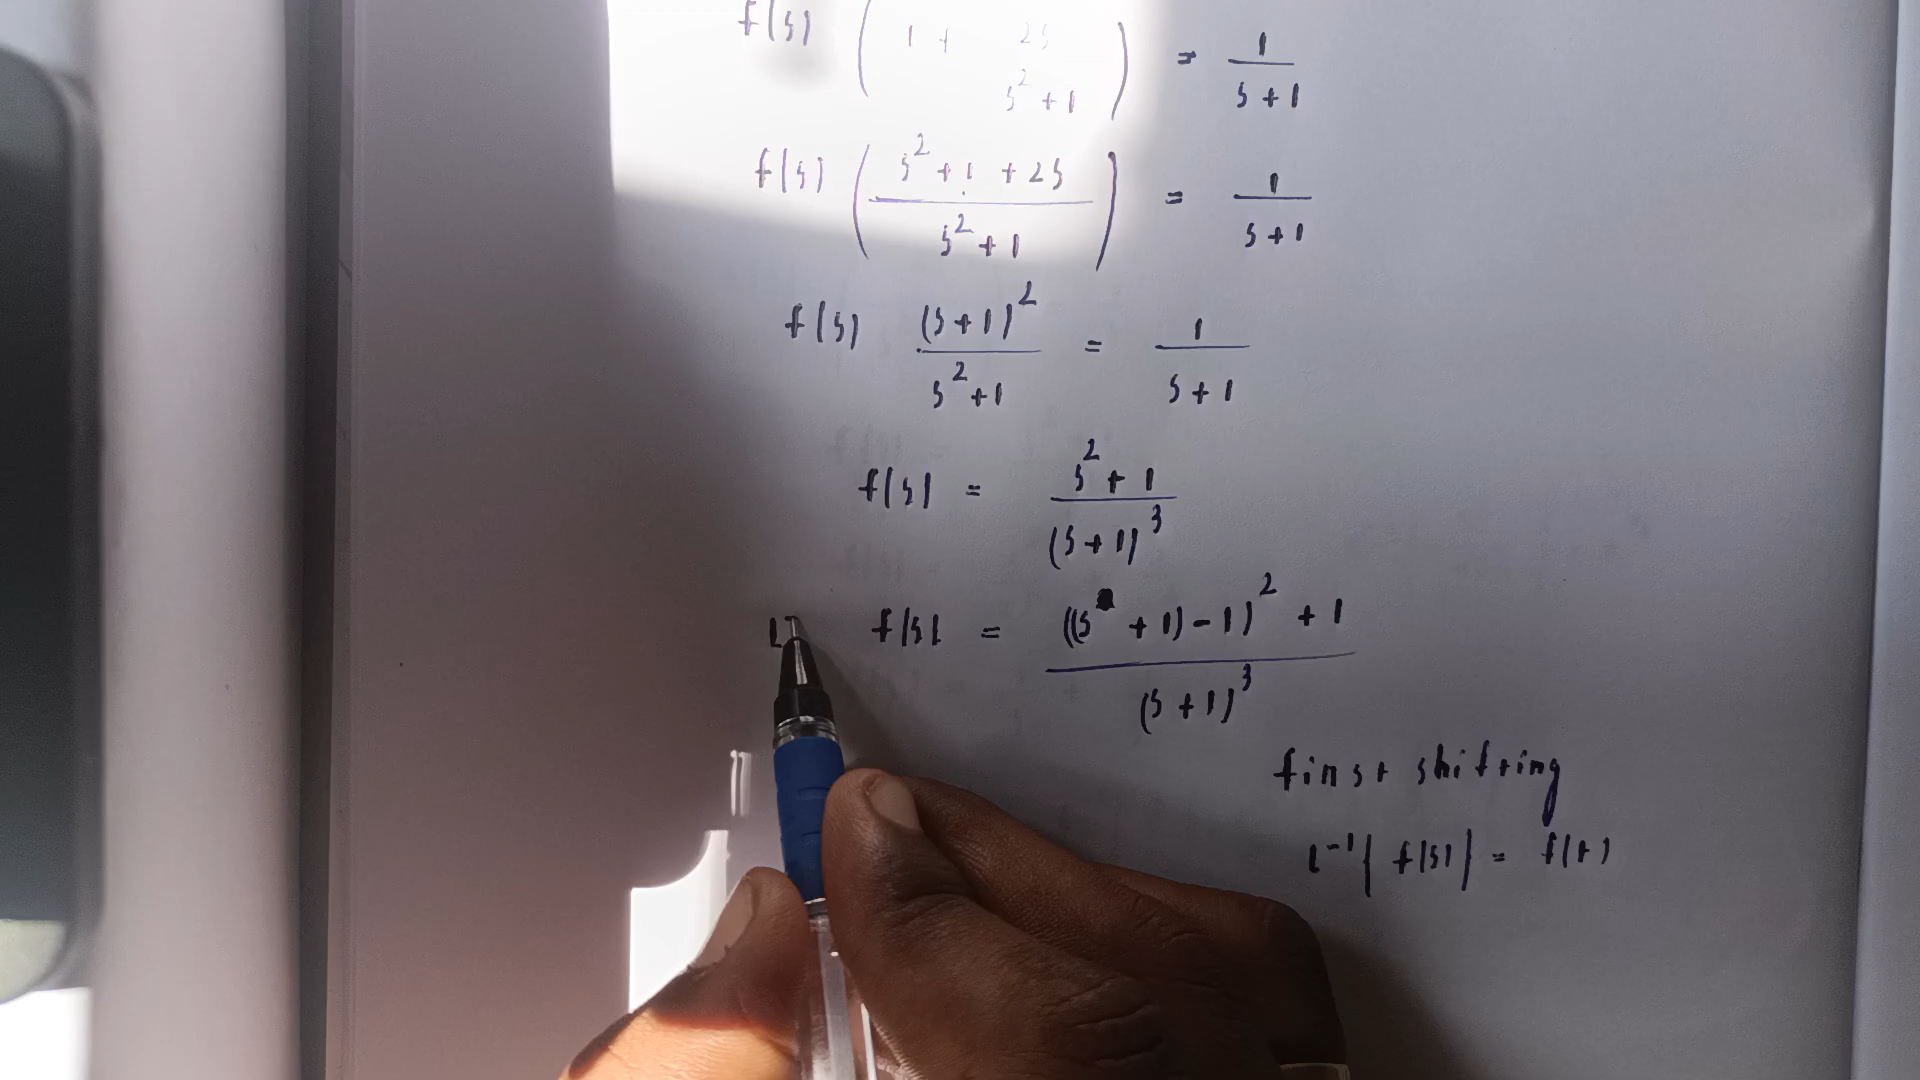 f(s) ( 1 + 2s / s² + 1 ) = 1 / s + 1
f(s) ( s² + 1 + 2s / s² + 1 ) = 1 / s + 1
f(s) (s + 1)² / s² + 1 = 1 / s + 1
f(s) = s² + 1 / (s + 1)³
f(s) = ((s + 1) - 1)² + 1 / (s + 1)³
first shifting
L⁻¹{ f(s) } = f(t)